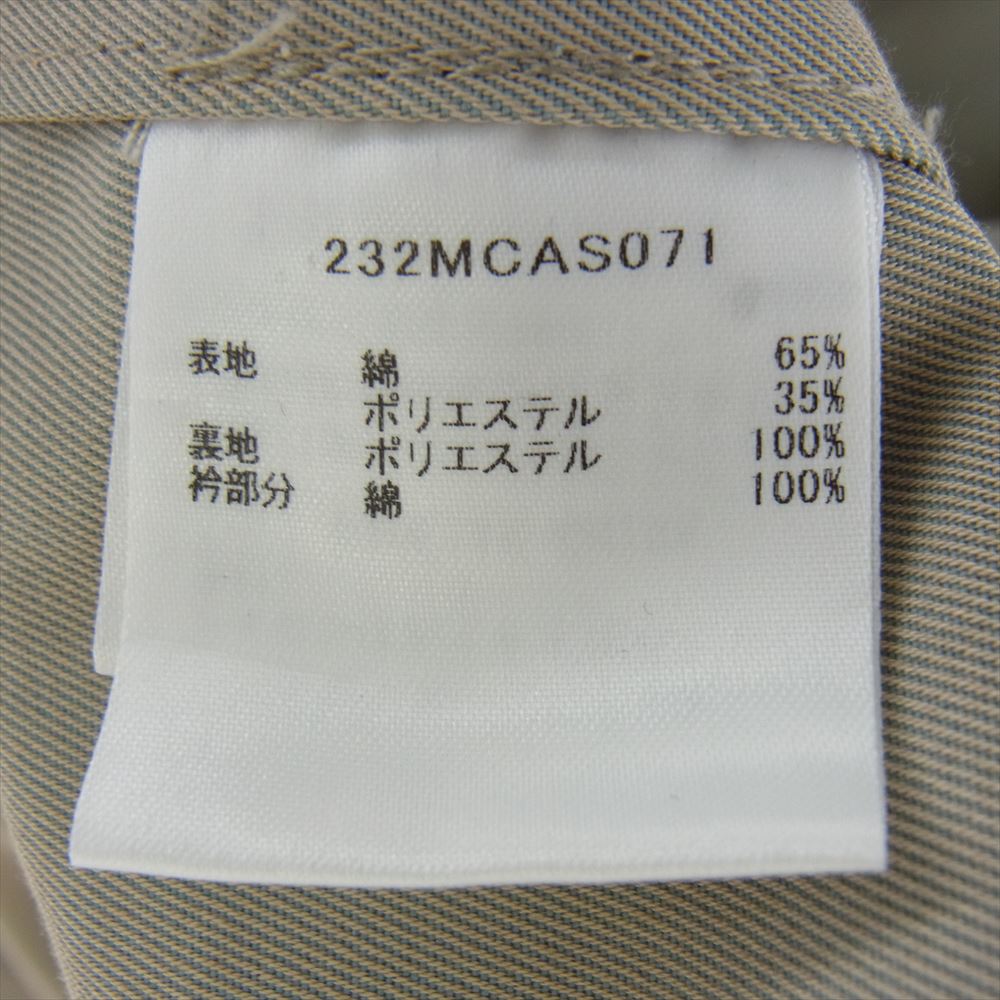 232MCAS071
表地 綿 65%
ポリエステル 35%
裏地 ポリエステル 100%
衿部分 綿 100%